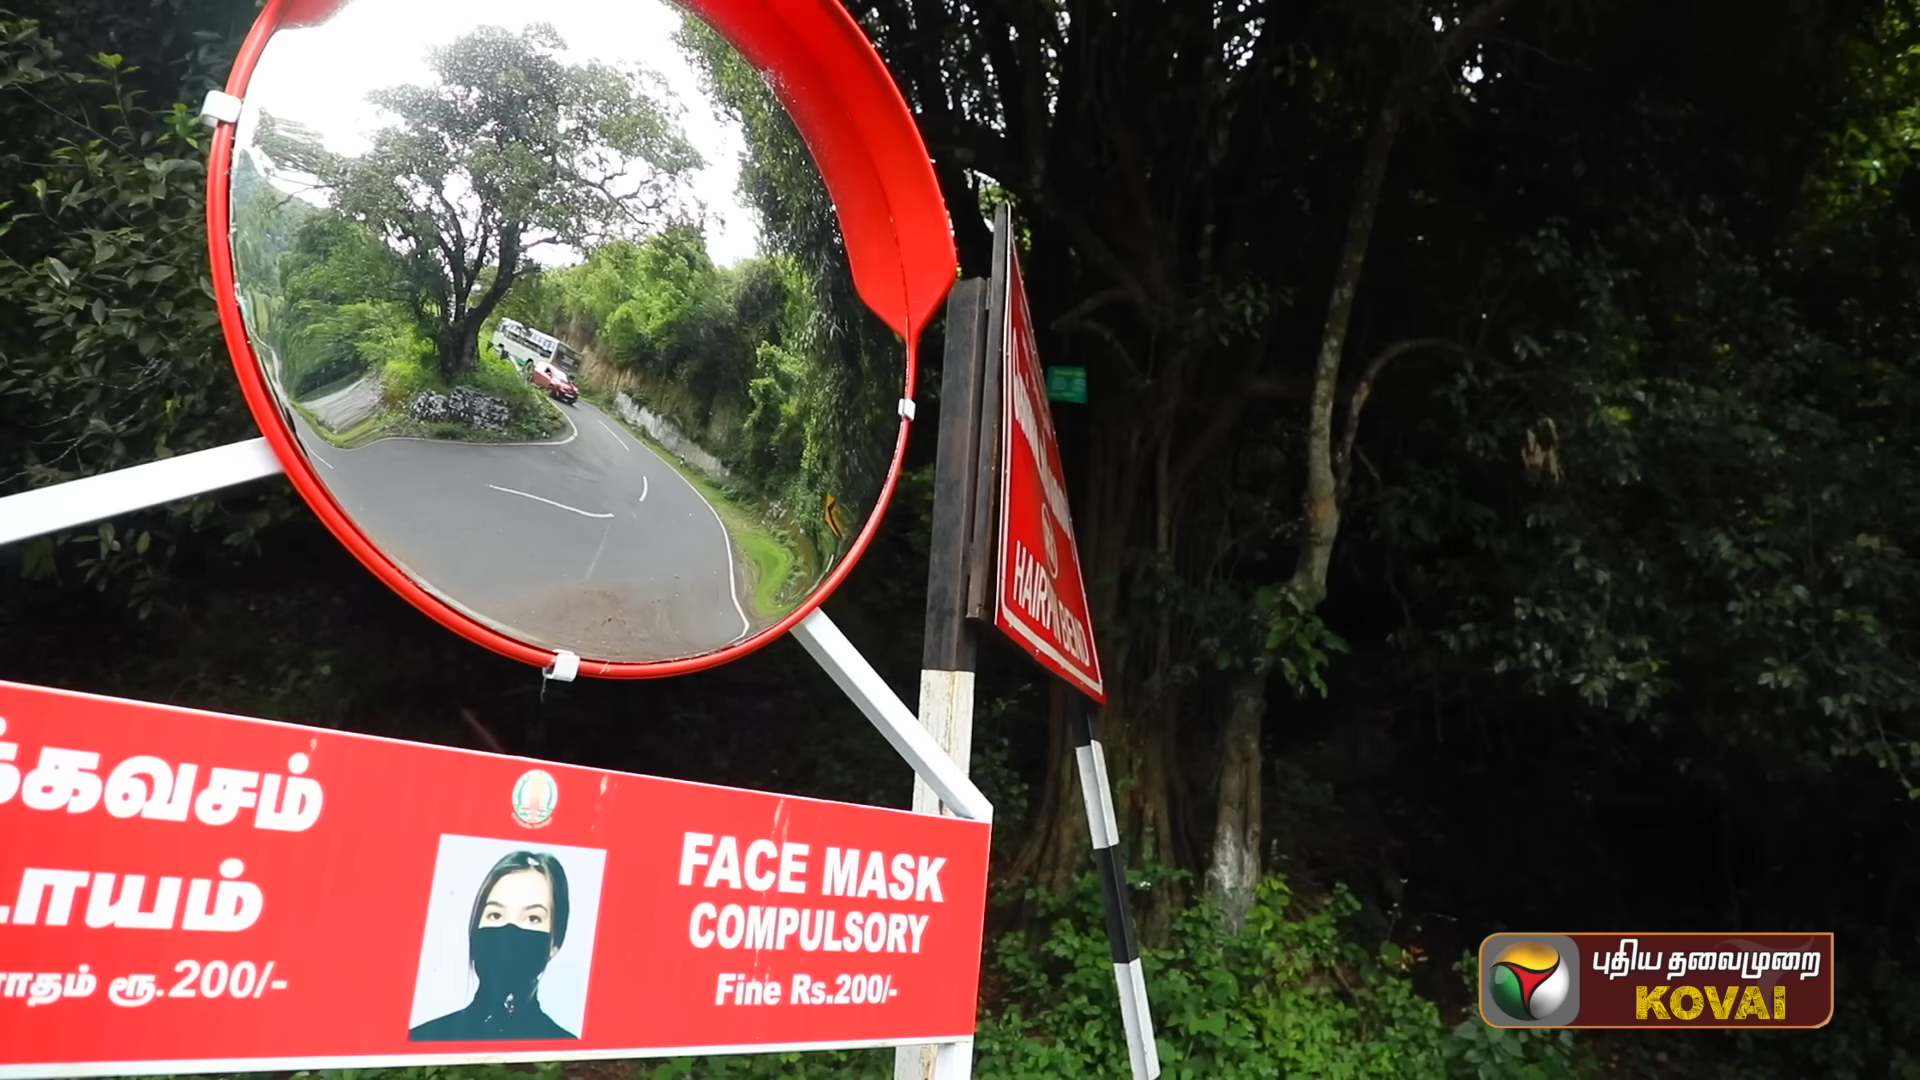 க்கவசம்
டாயம்
ராதம் ரூ.200/-
FACE MASK
COMPULSORY
Fine Rs.200/-
HAIRPIN BEND
புதிய தலைமுறை
KOVAI